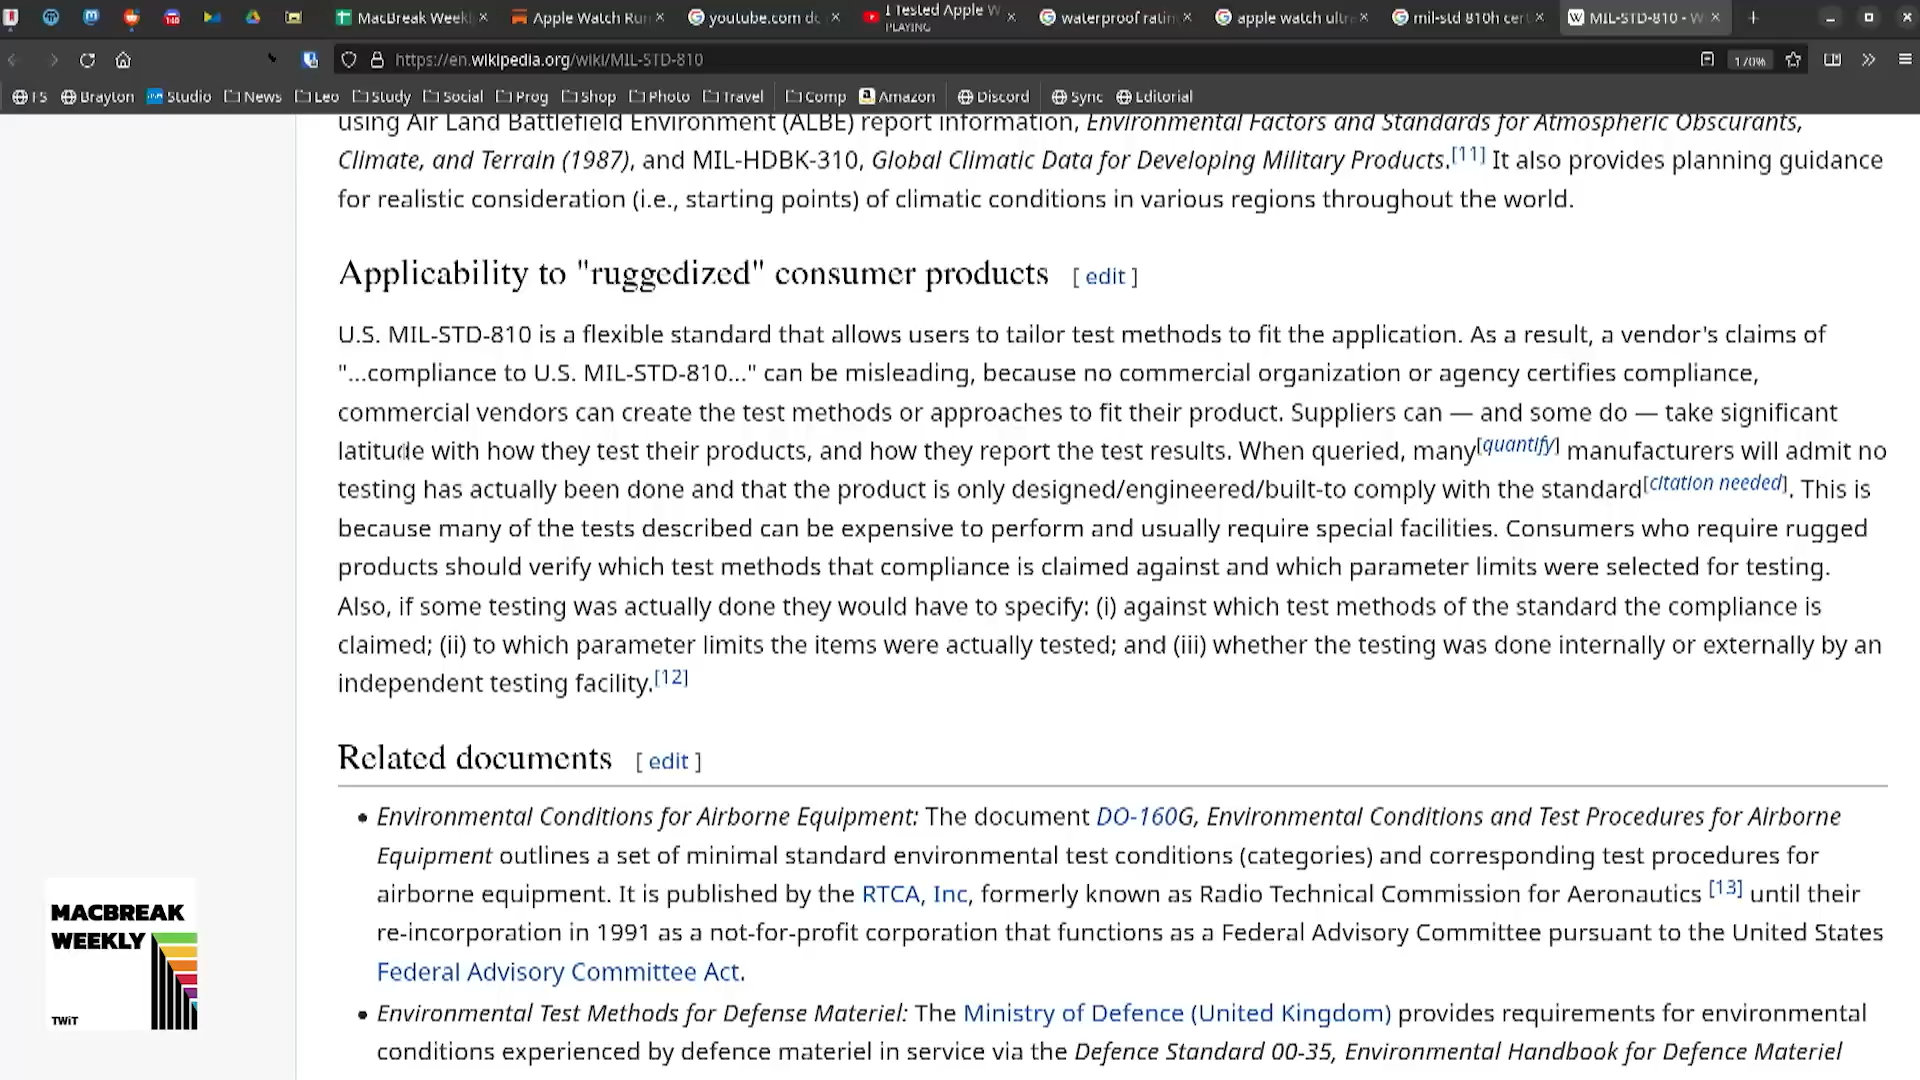 MacBreak Weekl
Apple Watch Run
youtube.com do
I Tested Apple W
PLAYING
waterproof ratin
apple watch ultr
mil-std 810h cert
MIL-STD-810 - W
https://en.wikipedia.org/wiki/MIL-STD-810
170%
FS Brayton Studio News Leo Study Social Prog Shop Photo Travel Comp Amazon Discord Sync Editorial
using Air Land Battlefield Environment (ALBE) report information, Environmental Factors and Standards for Atmospheric Obscurants,
Climate, and Terrain (1987), and MIL-HDBK-310, Global Climatic Data for Developing Military Products.[11] It also provides planning guidance
for realistic consideration (i.e., starting points) of climatic conditions in various regions throughout the world.
Applicability to "ruggedized" consumer products [ edit ]
U.S. MIL-STD-810 is a flexible standard that allows users to tailor test methods to fit the application. As a result, a vendor's claims of
"...compliance to U.S. MIL-STD-810..." can be misleading, because no commercial organization or agency certifies compliance,
commercial vendors can create the test methods or approaches to fit their product. Suppliers can — and some do — take significant
latitude with how they test their products, and how they report the test results. When queried, many[quantify] manufacturers will admit no
testing has actually been done and that the product is only designed/engineered/built-to comply with the standard[citation needed]. This is
because many of the tests described can be expensive to perform and usually require special facilities. Consumers who require rugged
products should verify which test methods that compliance is claimed against and which parameter limits were selected for testing.
Also, if some testing was actually done they would have to specify: (i) against which test methods of the standard the compliance is
claimed; (ii) to which parameter limits the items were actually tested; and (iii) whether the testing was done internally or externally by an
independent testing facility.[12]
Related documents [ edit ]
Environmental Conditions for Airborne Equipment: The document DO-160G, Environmental Conditions and Test Procedures for Airborne
Equipment outlines a set of minimal standard environmental test conditions (categories) and corresponding test procedures for
airborne equipment. It is published by the RTCA, Inc, formerly known as Radio Technical Commission for Aeronautics [13] until their
re-incorporation in 1991 as a not-for-profit corporation that functions as a Federal Advisory Committee pursuant to the United States
Federal Advisory Committee Act.
Environmental Test Methods for Defense Materiel: The Ministry of Defence (United Kingdom) provides requirements for environmental
conditions experienced by defence materiel in service via the Defence Standard 00-35, Environmental Handbook for Defence Materiel
MACBREAK
WEEKLY
TWiT